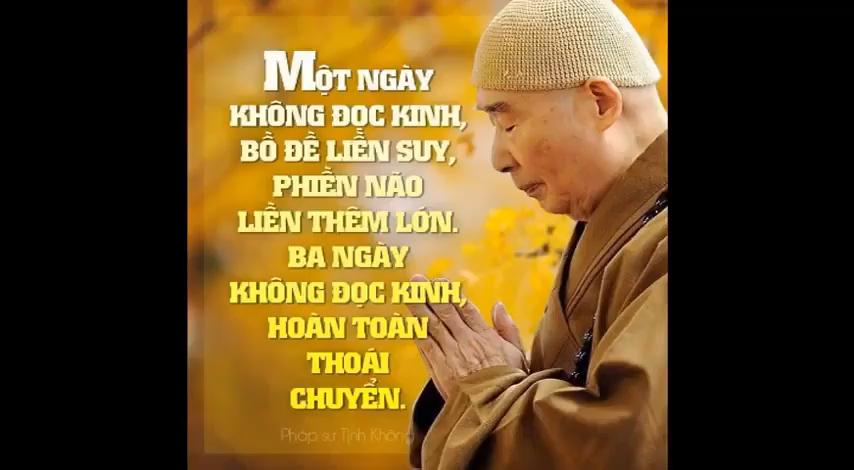 MỘT NGÀY
KHÔNG ĐỌC KINH,
BỒ ĐỀ LIỀN SUY,
PHIỀN NÃO
LIỀN THÊM LỚN.
BA NGÀY
KHÔNG ĐỌC KINH,
HOÀN TOÀN
THOÁI
CHUYỂN.
Pháp sư Tịnh Không